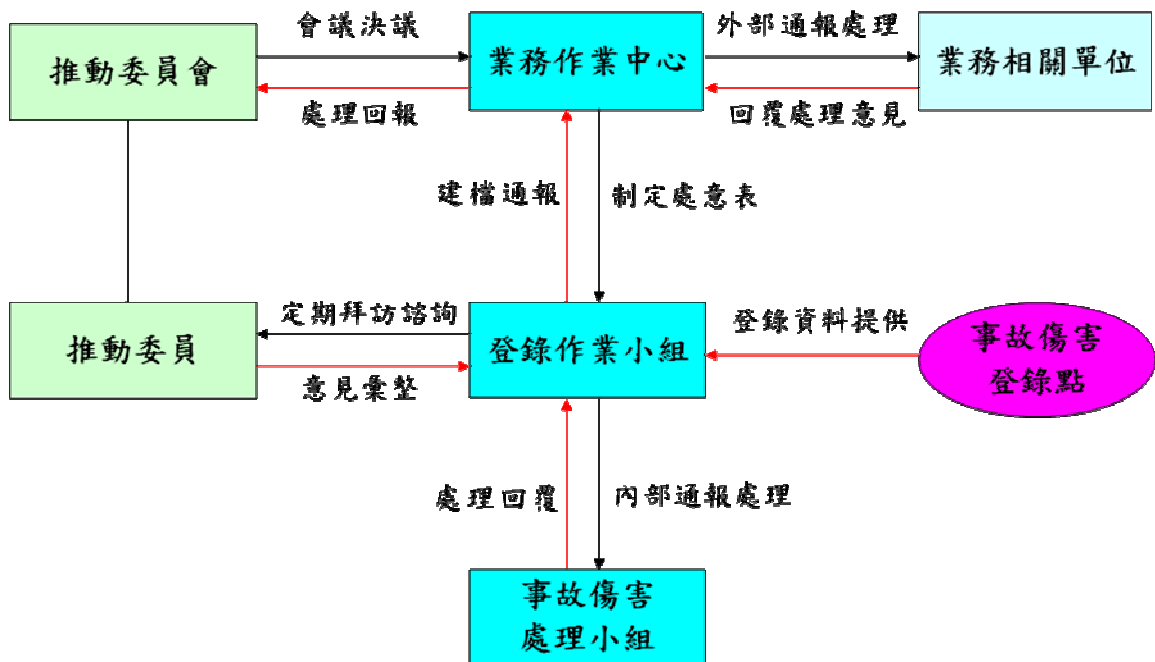 會議決議
外部通報處理
推動委員會
業務作業中心
業務相關單位
處理回報
回覆處理意見
建檔通報
制定處意表
定期拜訪諮詢
登錄資料提供
推動委員
登錄作業小組
事故傷害
登錄點
意見彙整
處理回覆
內部通報處理
事故傷害
處理小組